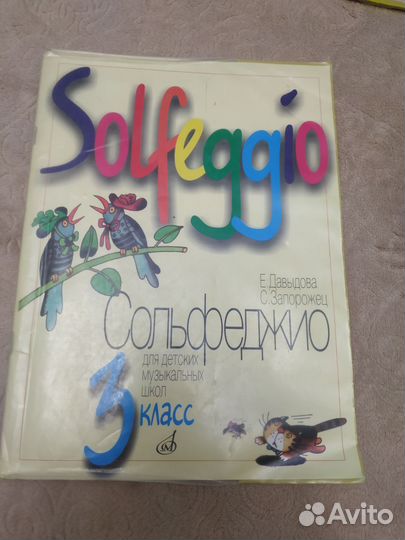 Solfeggio
Е.Давыдова
С.Запорожец
Сольфеджио
для детских
музыкальных
школ
3 класс
Avito